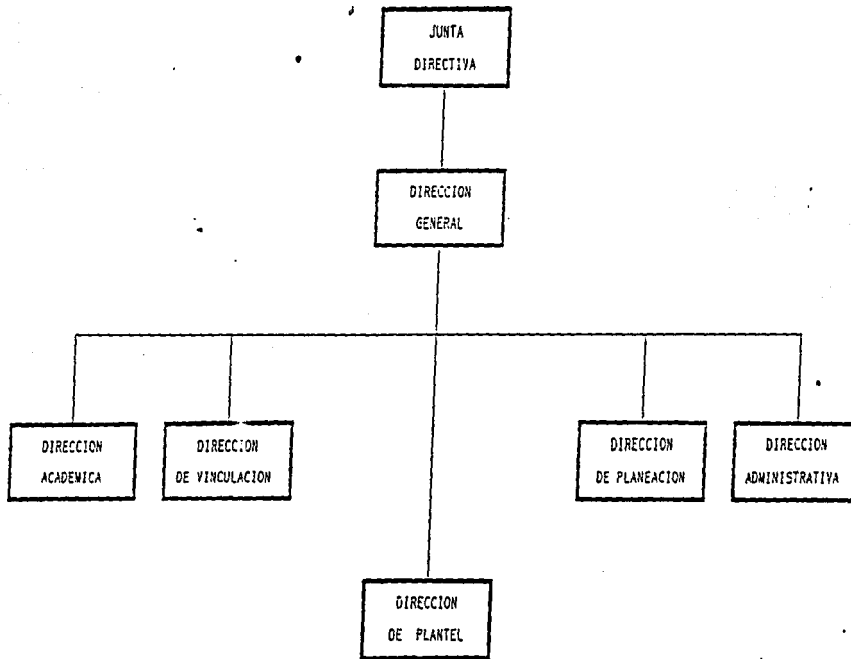 JUNTA
DIRECTIVA
DIRECCION
GENERAL
DIRECCION
ACADEMICA
DIRECCION
DE VINCULACION
DIRECCION
DE PLANEACION
DIRECCION
ADMINISTRATIVA
DIRECCION
DE PLANTEL